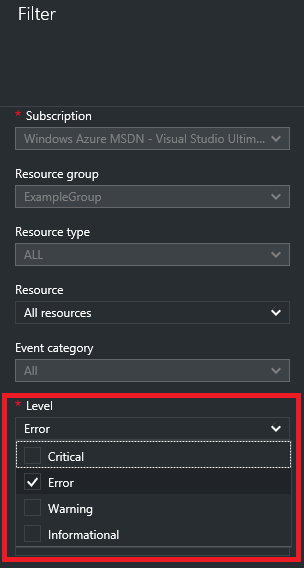 Filter
* Subscription
Windows Azure MSDN - Visual Studio Ultim...
Resource group
ExampleGroup
Resource type
ALL
Resource
All resources
Event category
All
* Level
Error
Critical
Error
Warning
Informational